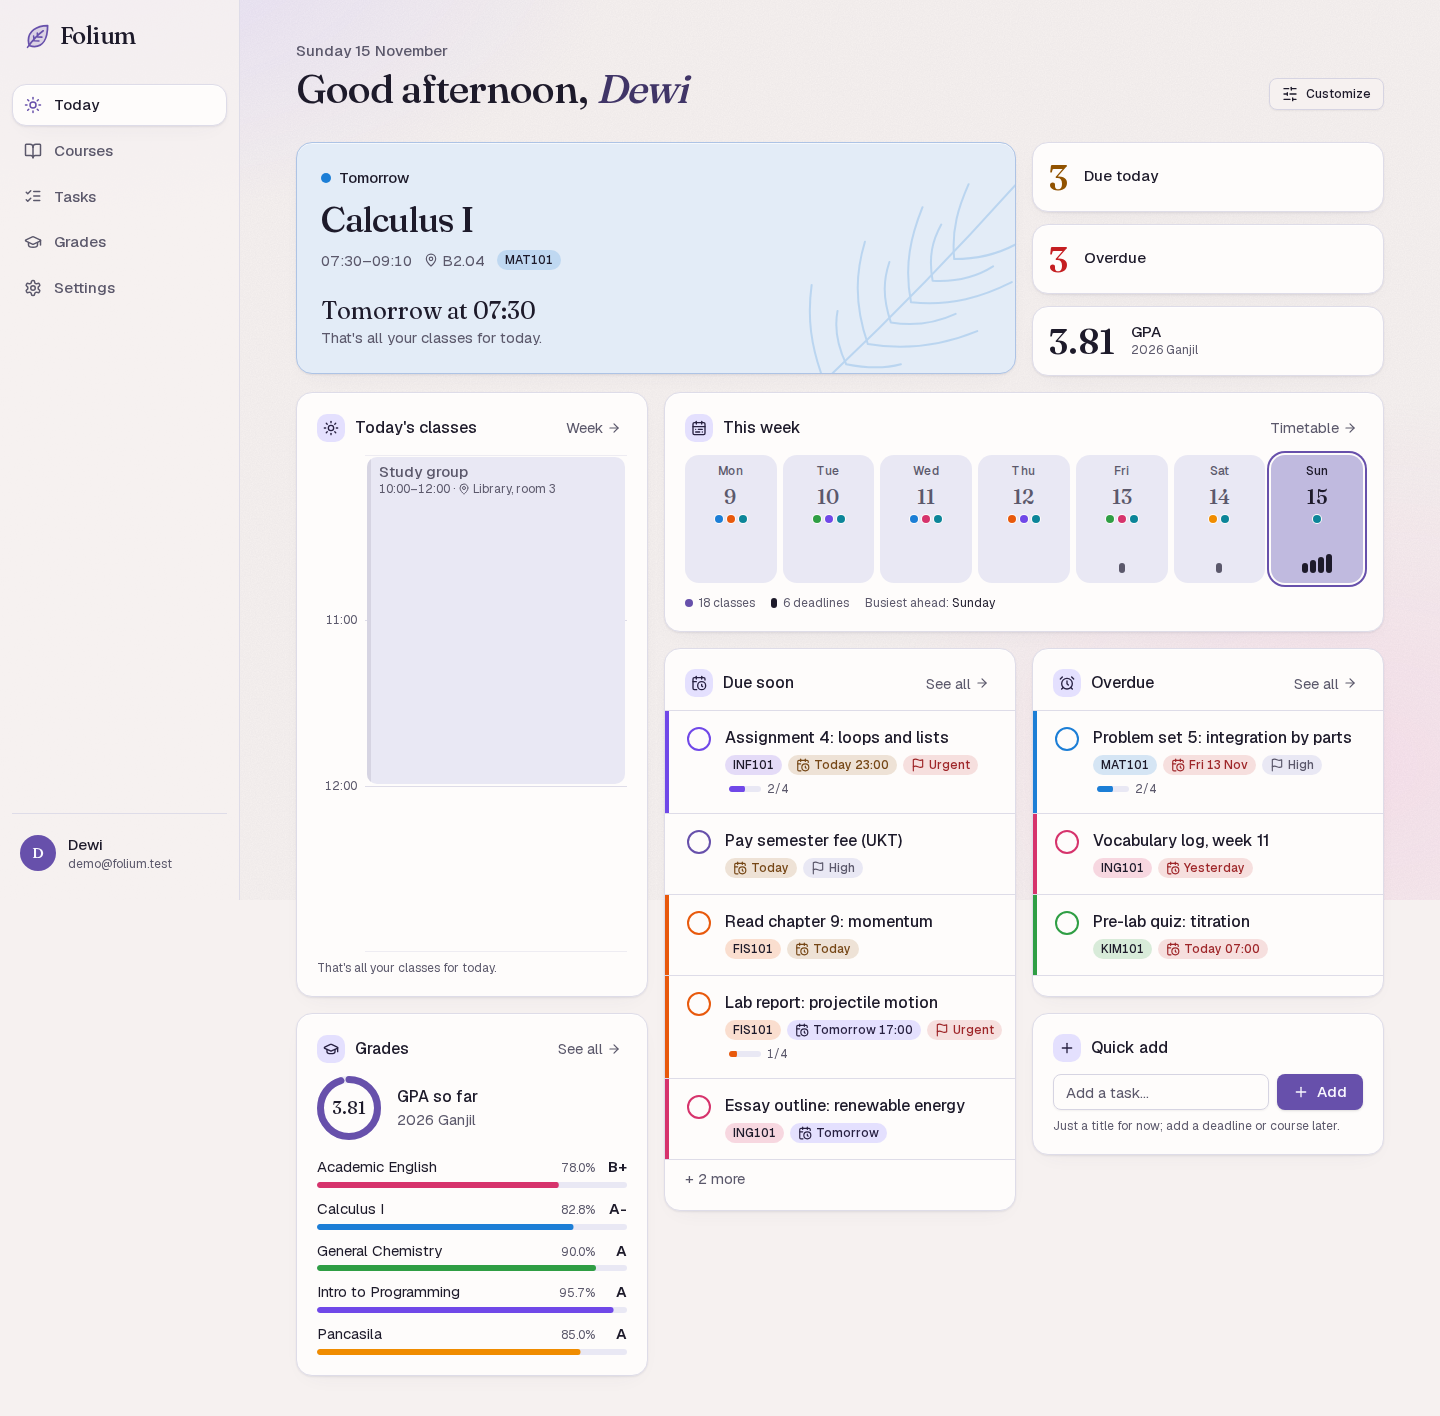 Folium
Today
Courses
Tasks
Grades
Settings
D
Dewi
demo@folium.test
Sunday 15 November
Good afternoon, Dewi
Customize
Tomorrow
Calculus I
07:30–09:10 B2.04 MAT101
Tomorrow at 07:30
That's all your classes for today.
3 Due today
3 Overdue
3.81 GPA
2026 Ganjil
Today's classes Week
Study group
10:00–12:00 · Library, room 3
11:00
12:00
That's all your classes for today.
This week Timetable
Mon Tue Wed Thu Fri Sat Sun
9 10 11 12 13 14 15
18 classes 6 deadlines Busiest ahead: Sunday
Due soon See all
Assignment 4: loops and lists
INF101 Today 23:00 Urgent
2/4
Pay semester fee (UKT)
Today High
Read chapter 9: momentum
FIS101 Today
Lab report: projectile motion
FIS101 Tomorrow 17:00 Urgent
1/4
Essay outline: renewable energy
ING101 Tomorrow
+ 2 more
Overdue See all
Problem set 5: integration by parts
MAT101 Fri 13 Nov High
2/4
Vocabulary log, week 11
ING101 Yesterday
Pre-lab quiz: titration
KIM101 Today 07:00
Grades See all
3.81
GPA so far
2026 Ganjil
Academic English 78.0% B+
Calculus I 82.8% A-
General Chemistry 90.0% A
Intro to Programming 95.7% A
Pancasila 85.0% A
Quick add
Add a task...
Add
Just a title for now; add a deadline or course later.